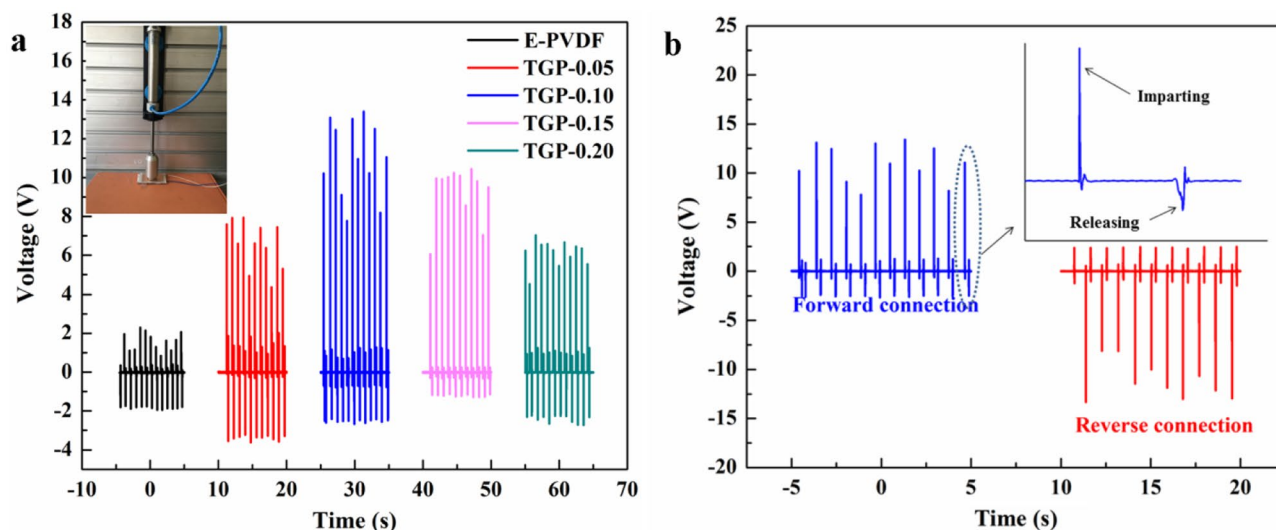 a
18
16
14
12
10
8
6
4
2
0
-2
-4
Voltage (V)
-10 0 10 20 30 40 50 60 70
Time (s)
E-PVDF
TGP-0.05
TGP-0.10
TGP-0.15
TGP-0.20
b
25
20
15
10
5
0
-5
-10
-15
-20
Voltage (V)
-5 0 5 10 15 20
Time (s)
Imparting
Releasing
Forward connection
Reverse connection